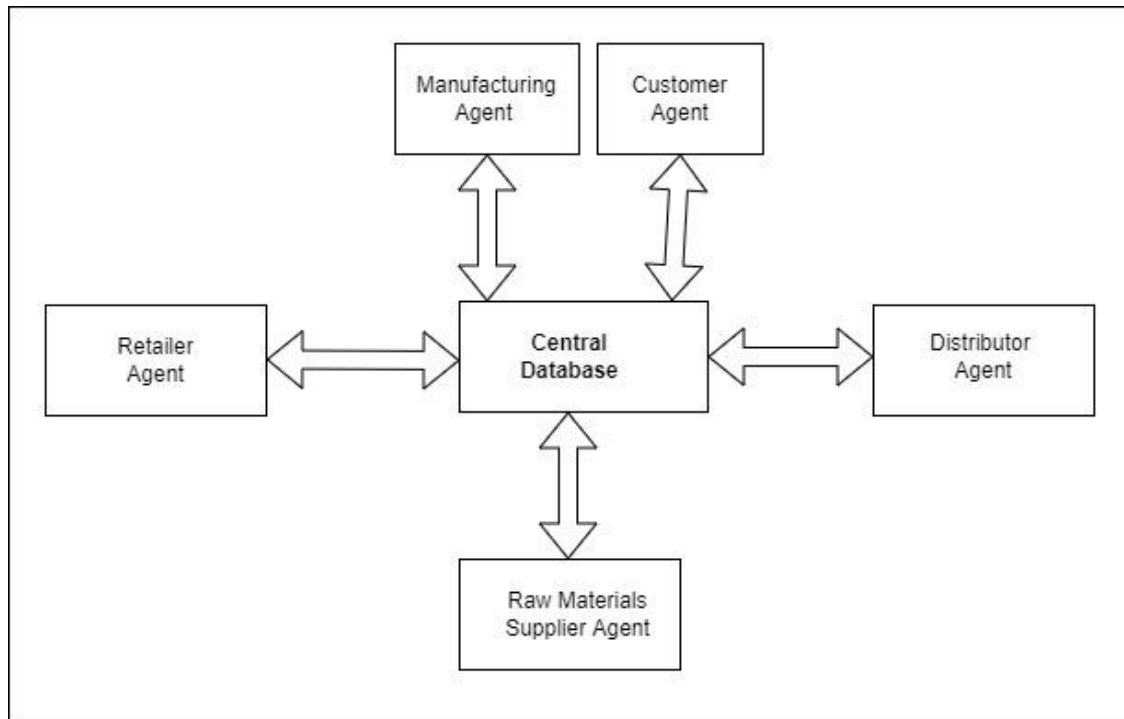 Manufacturing
Agent
Customer
Agent
Retailer
Agent
Central
Database
Distributor
Agent
Raw Materials
Supplier Agent